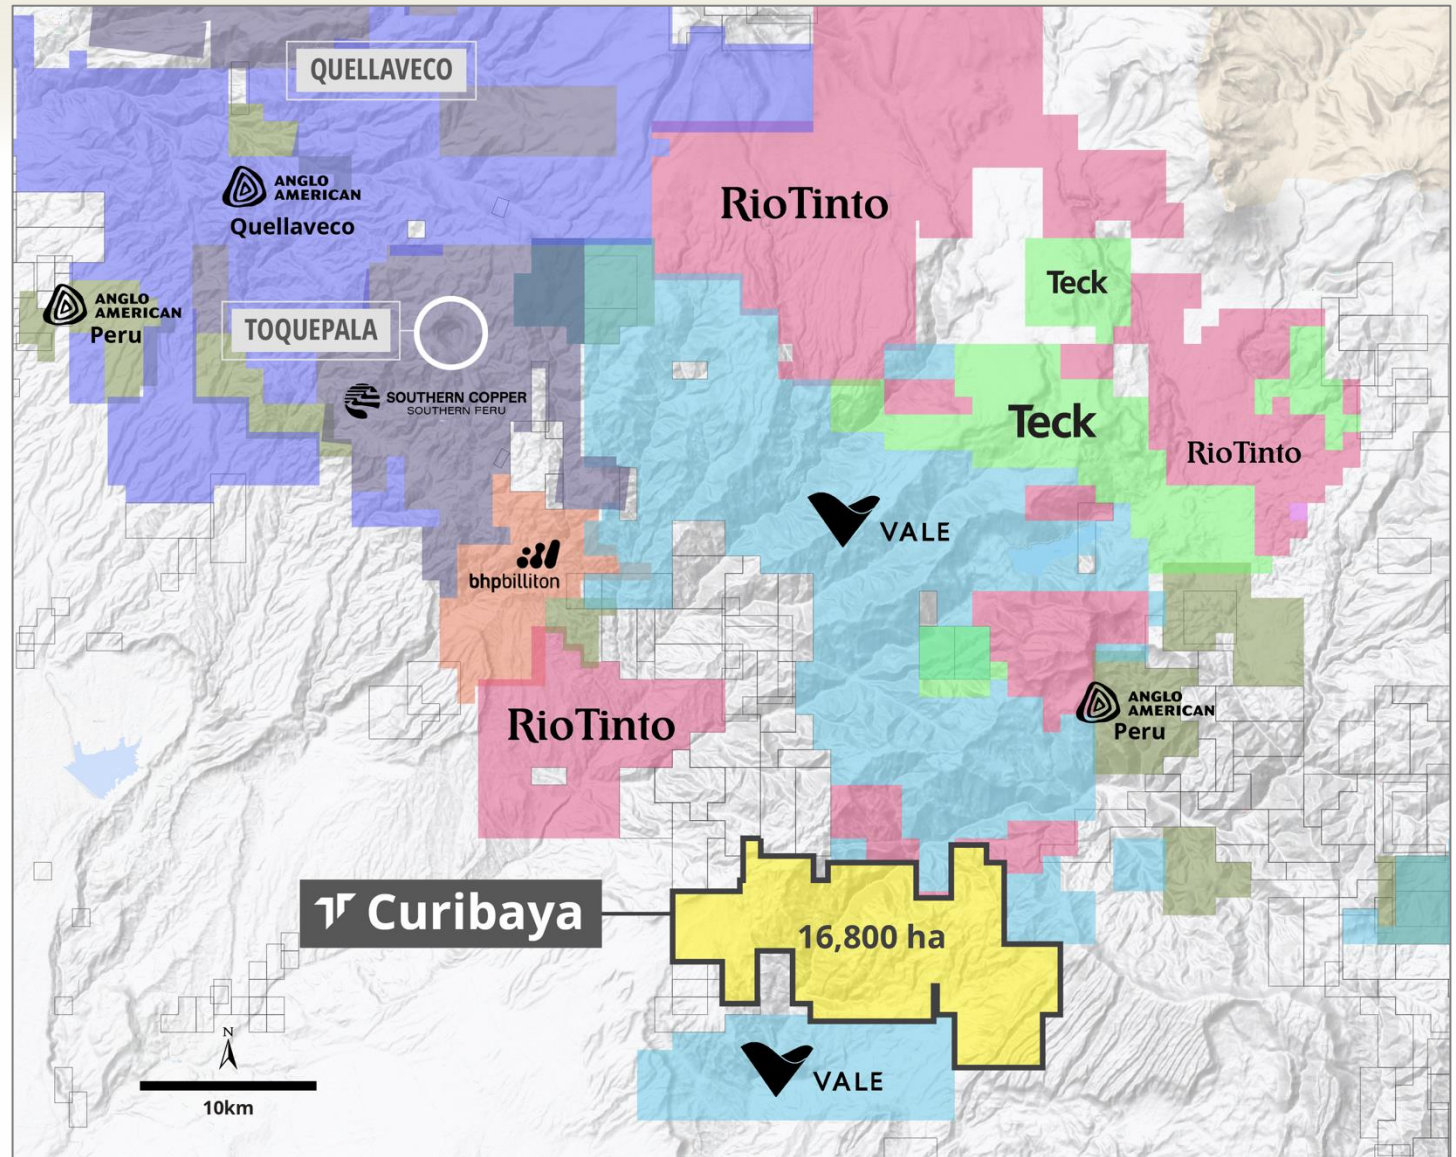 QUELLAVECO
ANGLO
AMERICAN
Quellaveco
RioTinto
Teck
ANGLO
AMERICAN
Peru
TOQUEPALA
SOUTHERN COPPER
SOUTHERN PERU
Teck
RioTinto
VALE
bhpbilliton
RioTinto
ANGLO
AMERICAN
Peru
Curibaya
16,800 ha
N
10km
VALE